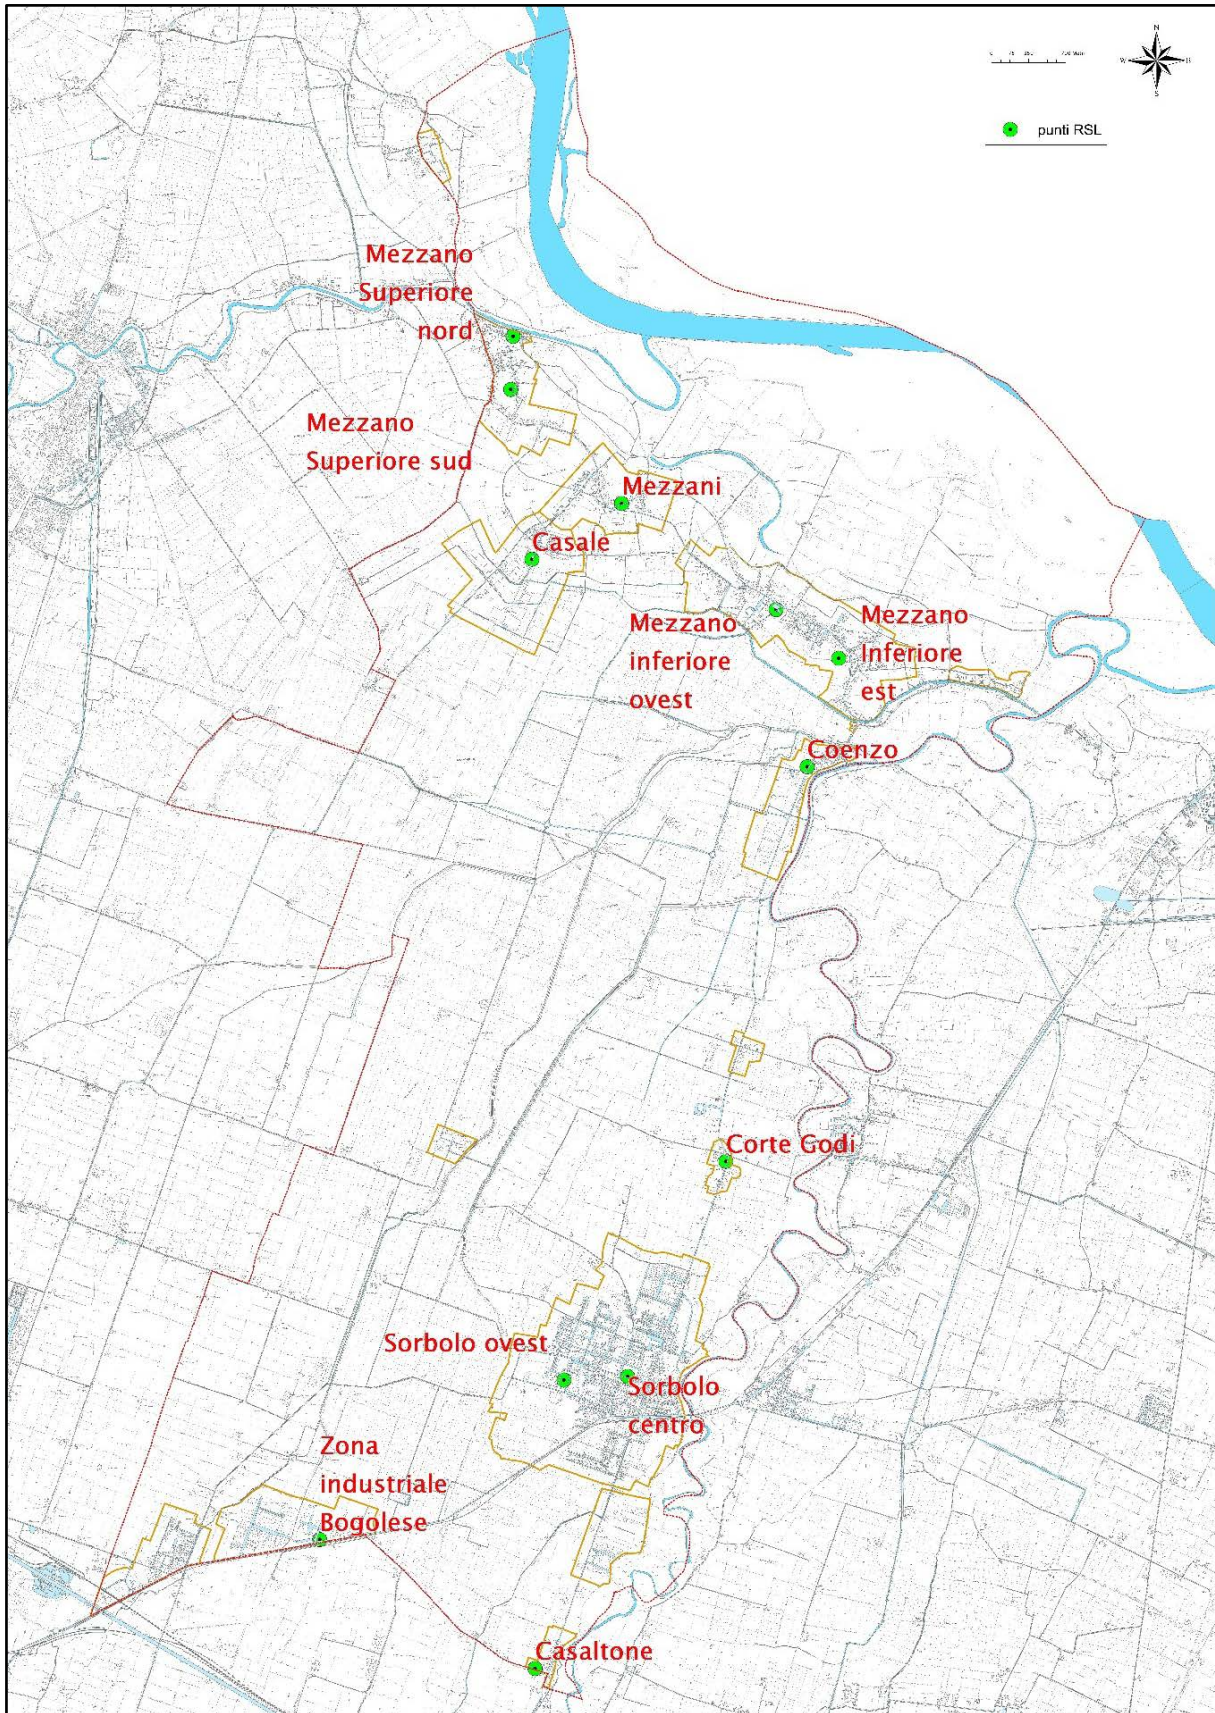 N
W
S
punti RSL
Mezzano
Superiore
nord
Mezzano
Superiore sud
Mezzani
Casale
Mezzano
inferiore
ovest
Mezzano
Inferiore
est
Coenzo
Corte Godi
Sorbolo ovest
Sorbolo
centro
Zona
industriale
Bogolese
Casaltone